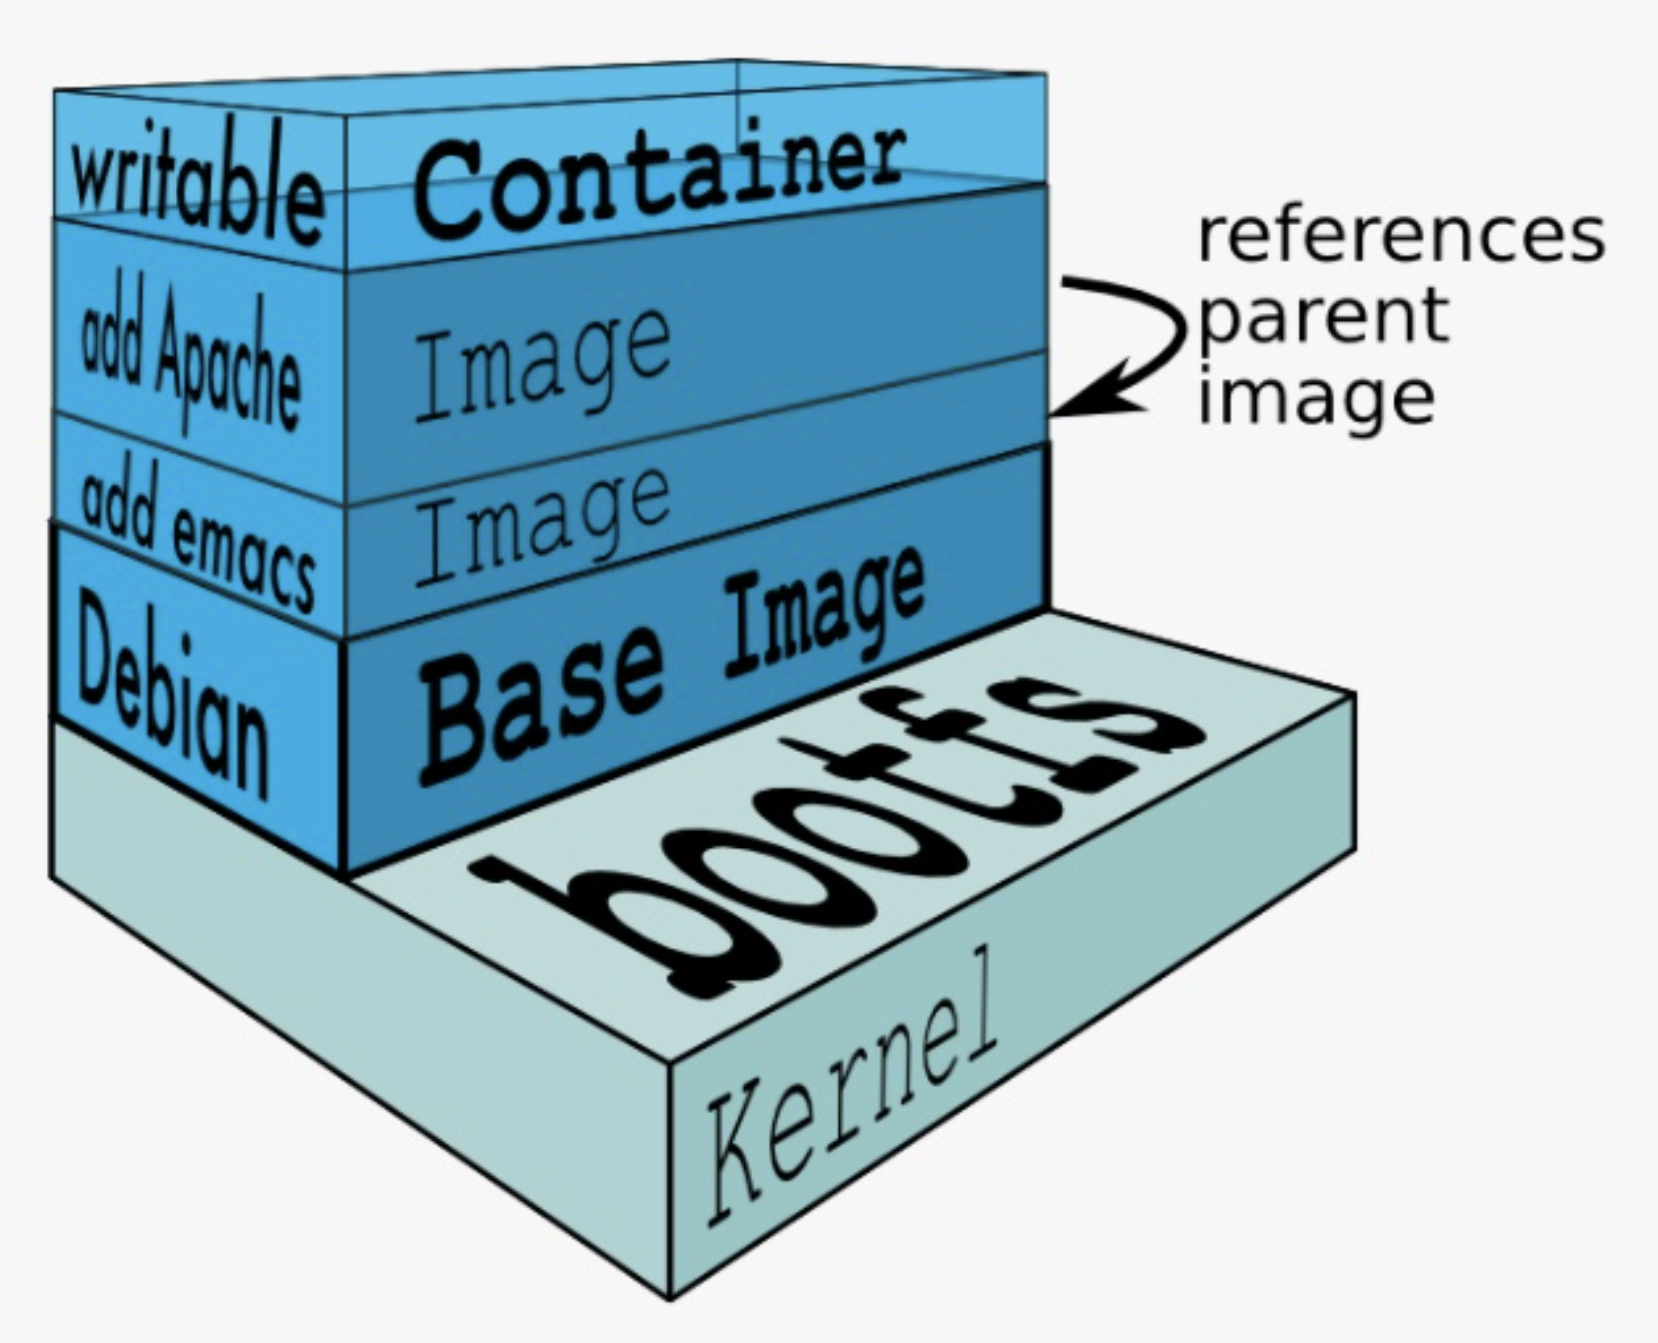 writable
Container
add Apache
Image
add emacs
Image
Debian
Base Image
references
parent
image
bootfs
Kernel